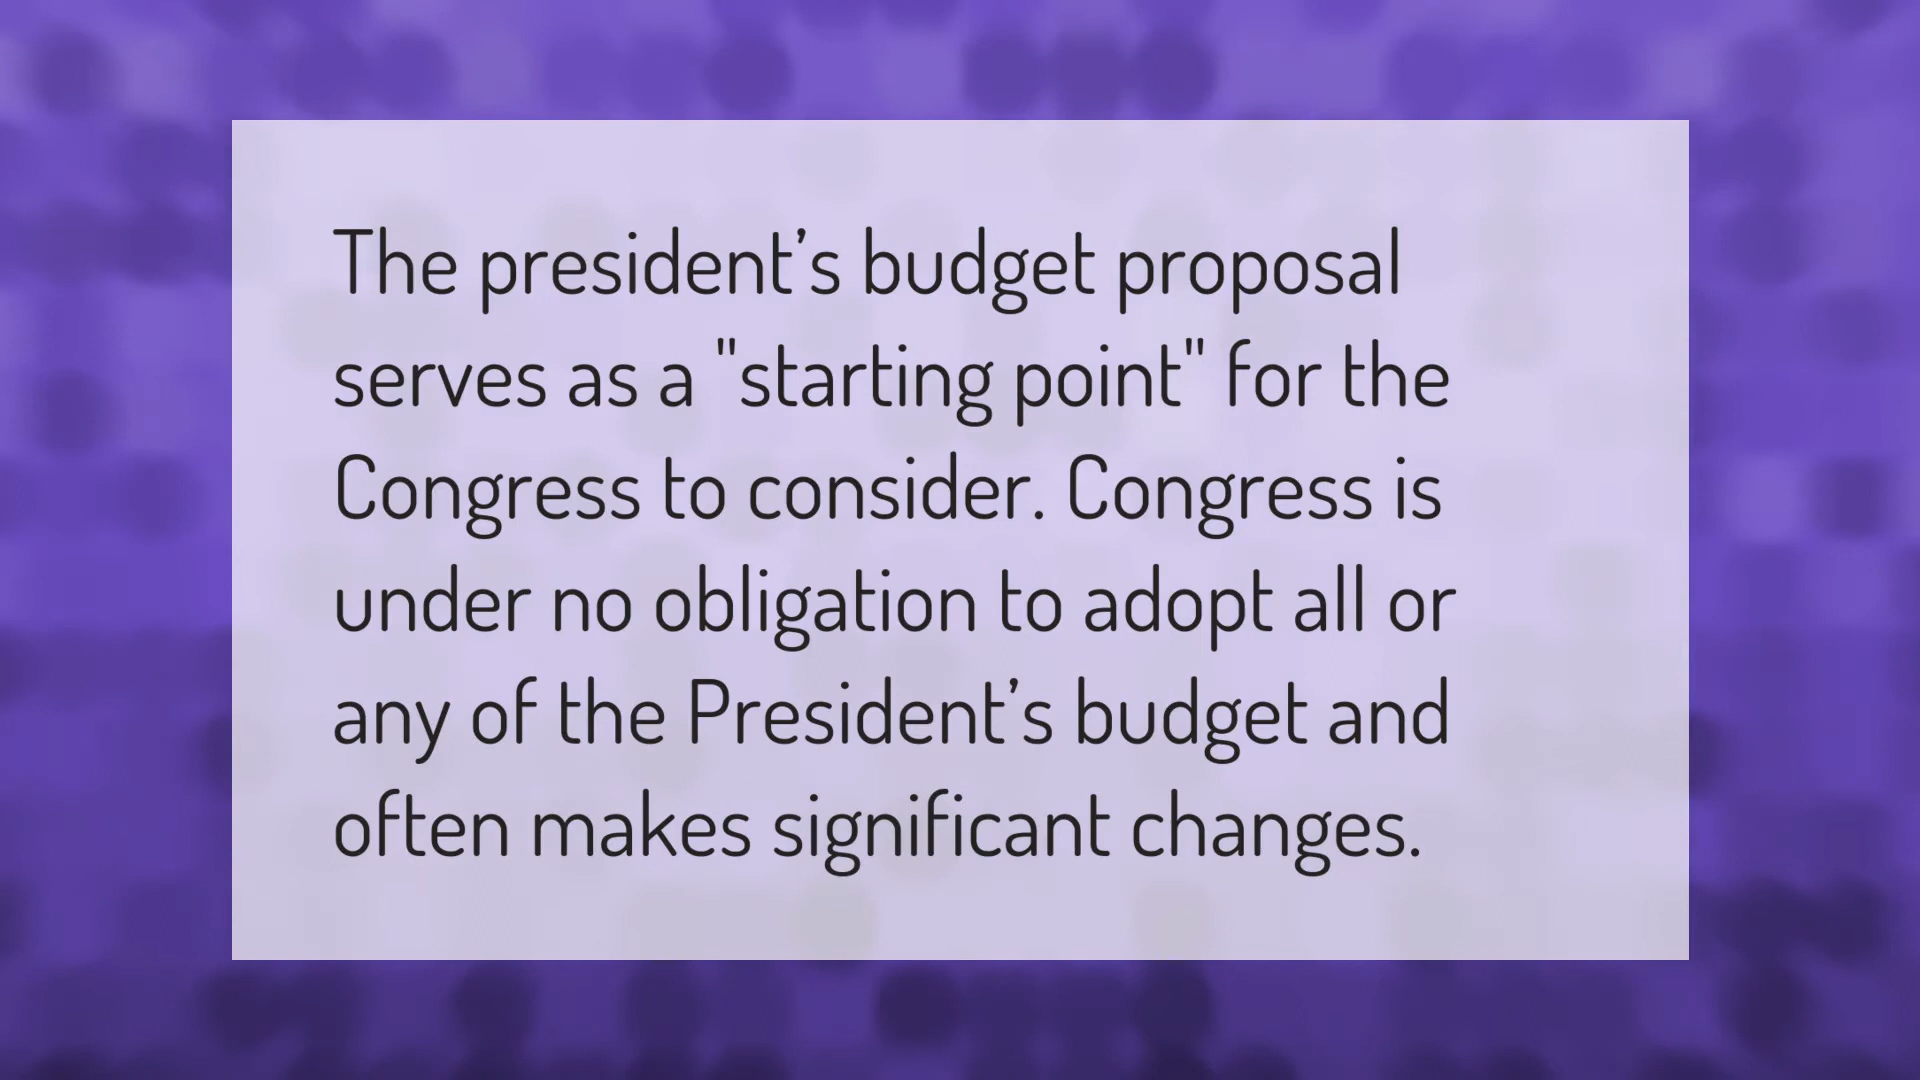 The president’s budget proposal
serves as a "starting point" for the
Congress to consider. Congress is
under no obligation to adopt all or
any of the President’s budget and
often makes significant changes.